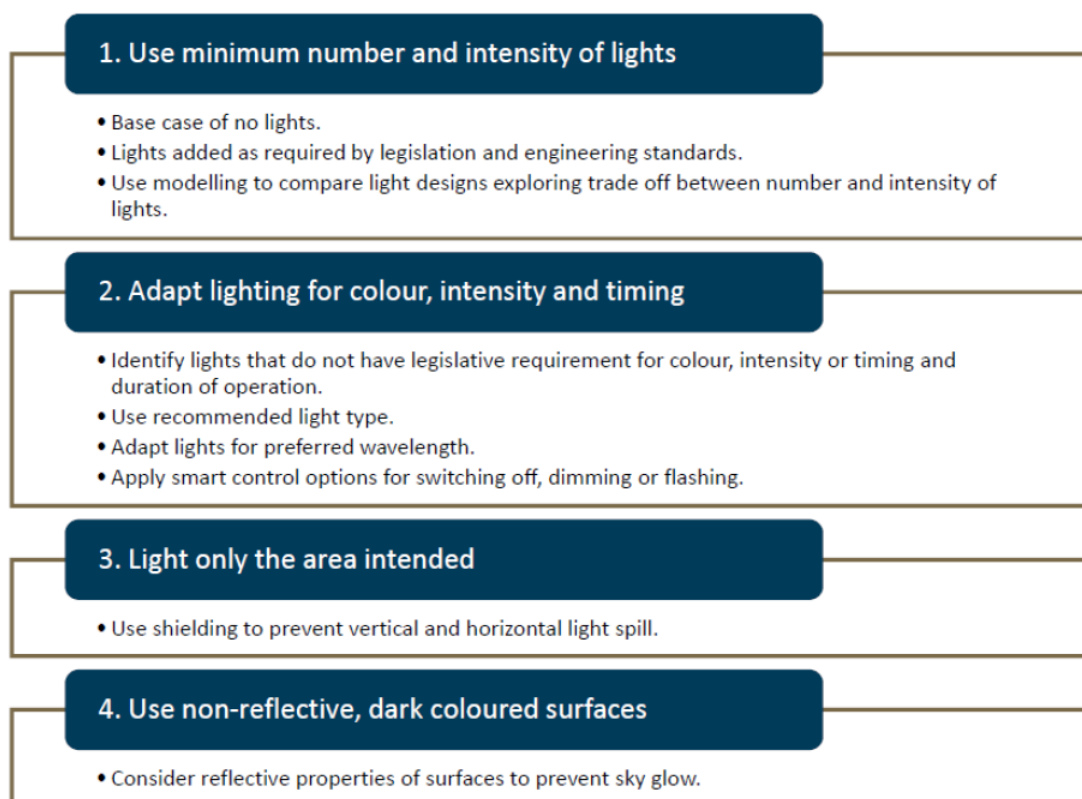 1. Use minimum number and intensity of lights
• Base case of no lights.
• Lights added as required by legislation and engineering standards.
• Use modelling to compare light designs exploring trade off between number and intensity of
lights.
2. Adapt lighting for colour, intensity and timing
• Identify lights that do not have legislative requirement for colour, intensity or timing and
duration of operation.
• Use recommended light type.
• Adapt lights for preferred wavelength.
• Apply smart control options for switching off, dimming or flashing.
3. Light only the area intended
• Use shielding to prevent vertical and horizontal light spill.
4. Use non-reflective, dark coloured surfaces
• Consider reflective properties of surfaces to prevent sky glow.